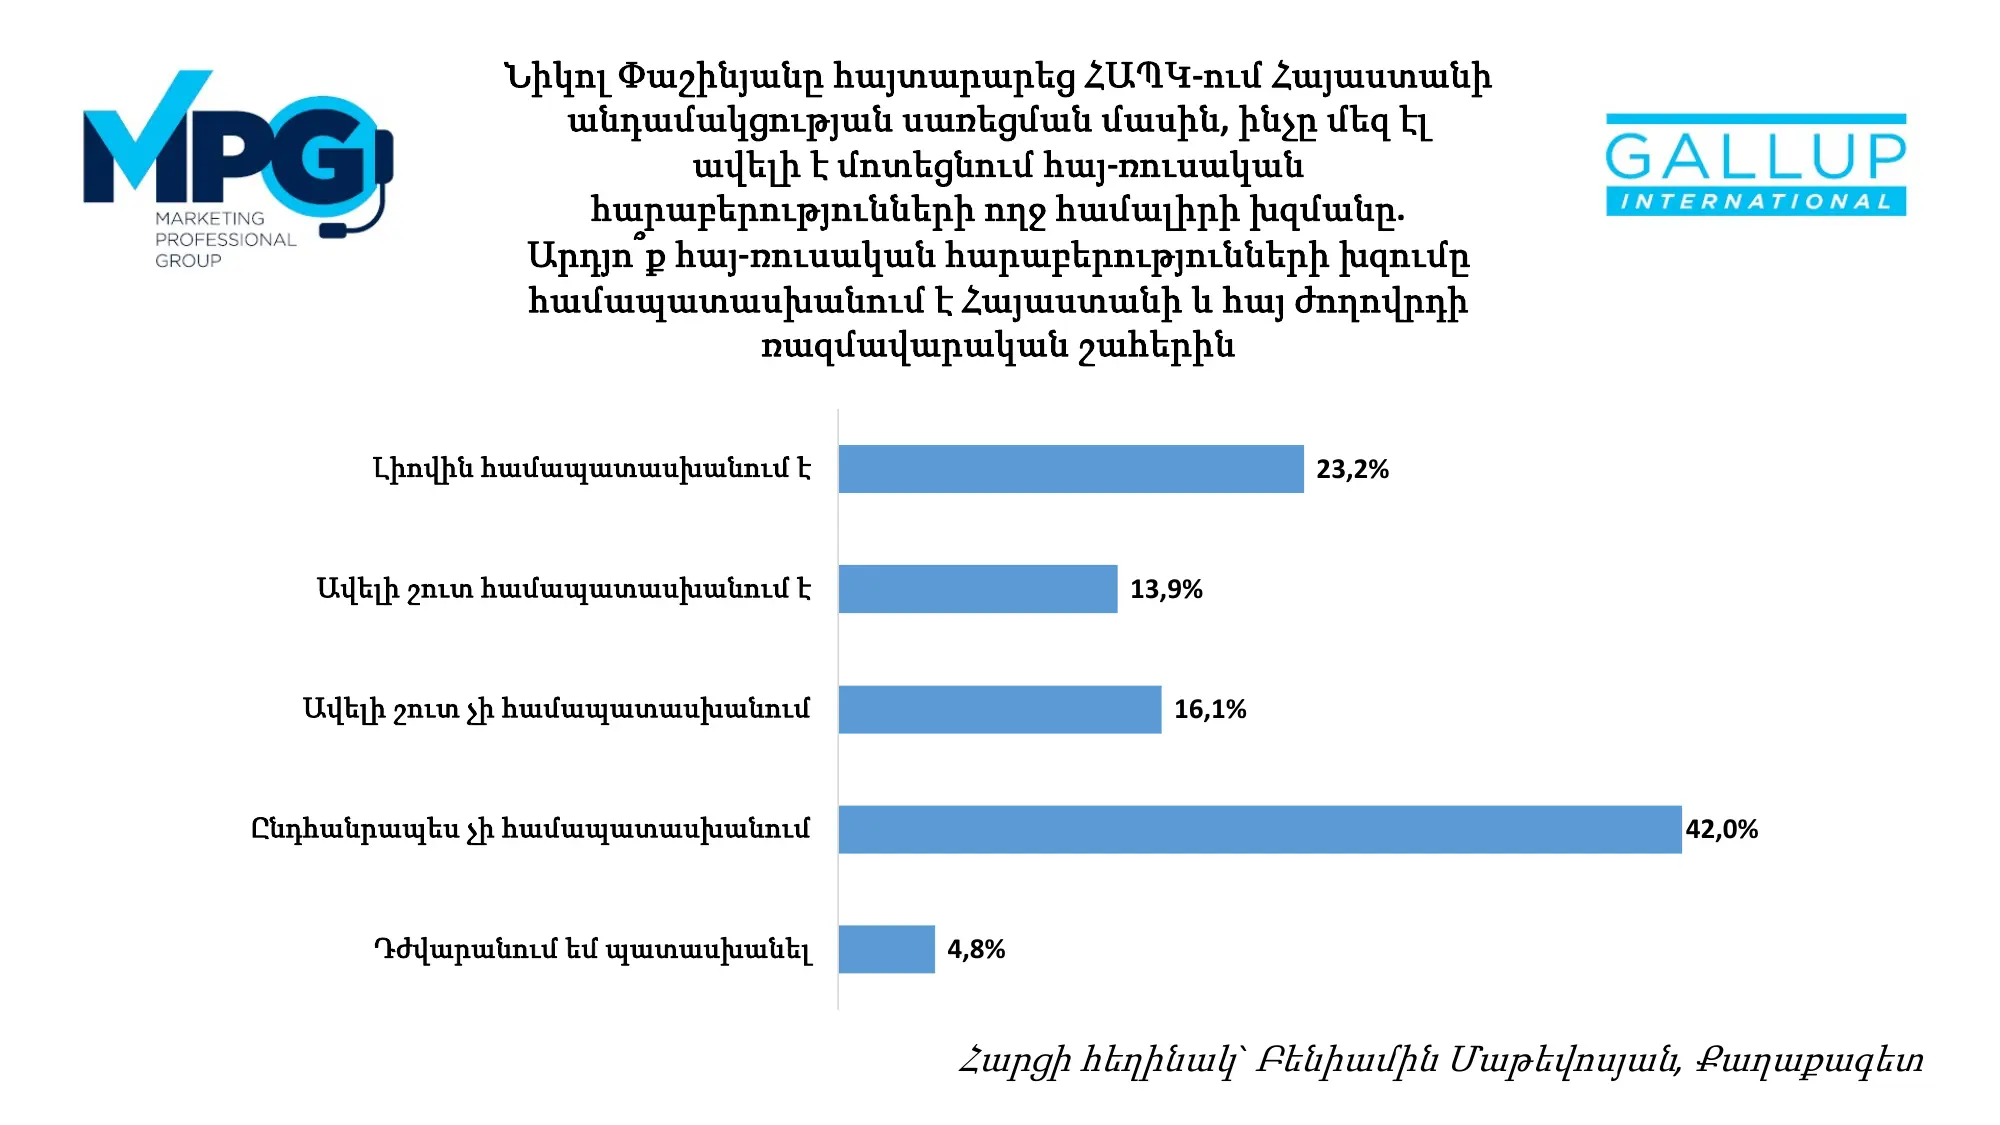 MPG
MARKETING
PROFESSIONAL
GROUP
Նիկոլ Փաշինյանը հայտարարեց ՀԱՊԿ-ում Հայաստանի
անդամակցության սառեցման մասին, ինչը մեզ էլ
ավելի է մոտեցնում հայ-ռուսական
հարաբերությունների ողջ համալիրի խզմանը.
Արդյո՞ք հայ-ռուսական հարաբերությունների խզումը
համապատասխանում է Հայաստանի և հայ ժողովրդի
ռազմավարական շահերին
GALLUP
INTERNATIONAL
Լիովին համապատասխանում է 23,2%
Ավելի շուտ համապատասխանում է 13,9%
Ավելի շուտ չի համապատասխանում 16,1%
Ընդհանրապես չի համապատասխանում 42,0%
Դժվարանում եմ պատասխանել 4,8%
Հարցի հեղինակ՝ Բենիամին Մաթեվոսյան, Քաղաքագետ